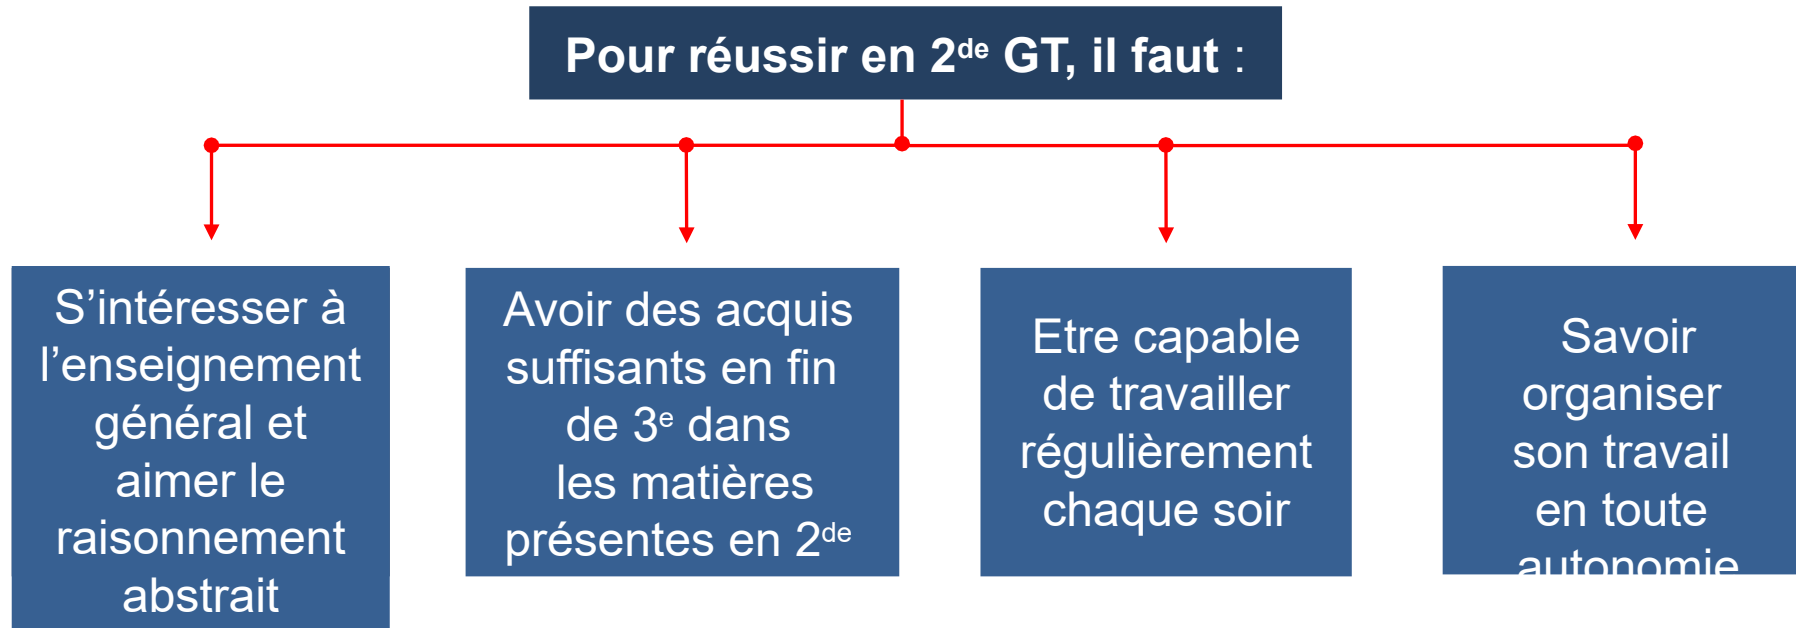 Pour réussir en 2de GT, il faut :
S’intéresser à
l’enseignement
général et
aimer le
raisonnement
abstrait
Avoir des acquis
suffisants en fin
de 3e dans
les matières
présentes en 2de
Etre capable
de travailler
régulièrement
chaque soir
Savoir
organiser
son travail
en toute
autonomie